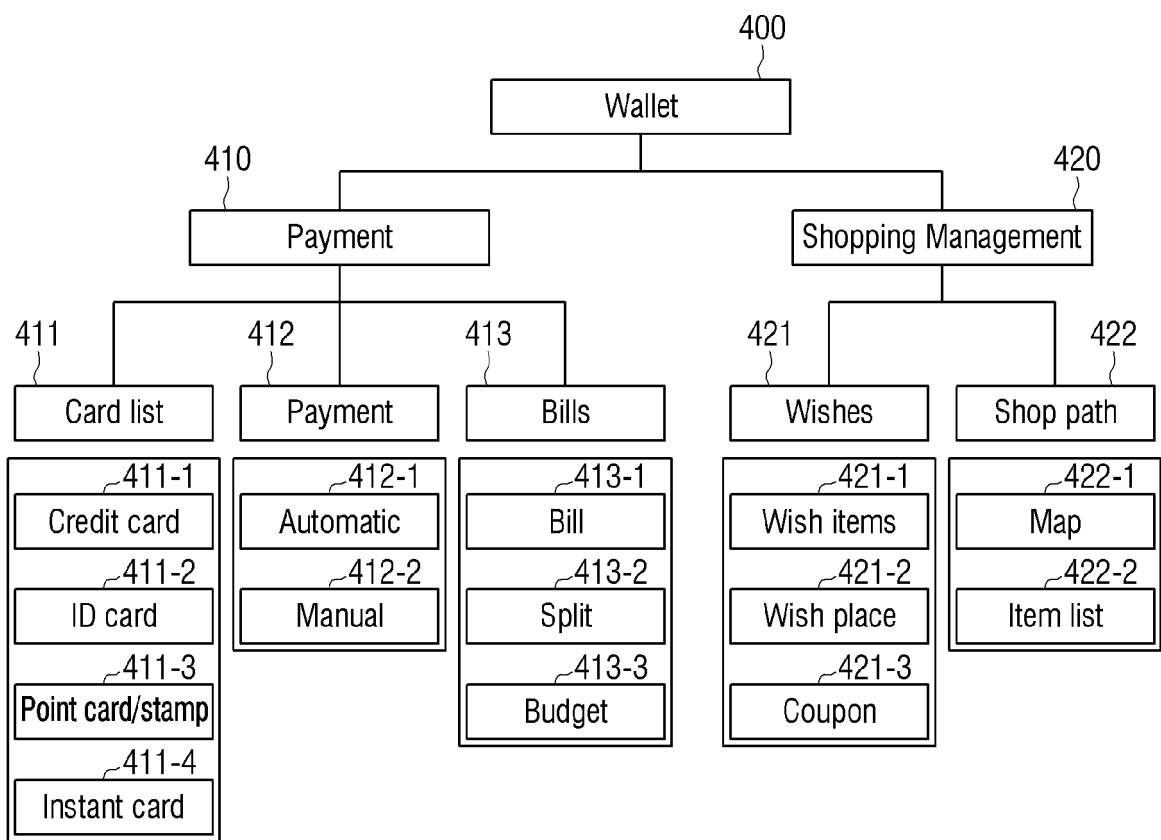 400
Wallet
410
420
Payment
Shopping Management
411
412
413
421
422
Card list
Payment
Bills
Wishes
Shop path
411-1
412-1
413-1
421-1
422-1
Credit card
Automatic
Bill
Wish items
Map
411-2
412-2
413-2
421-2
422-2
ID card
Manual
Split
Wish place
Item list
411-3
413-3
421-3
Point card/stamp
Budget
Coupon
411-4
Instant card